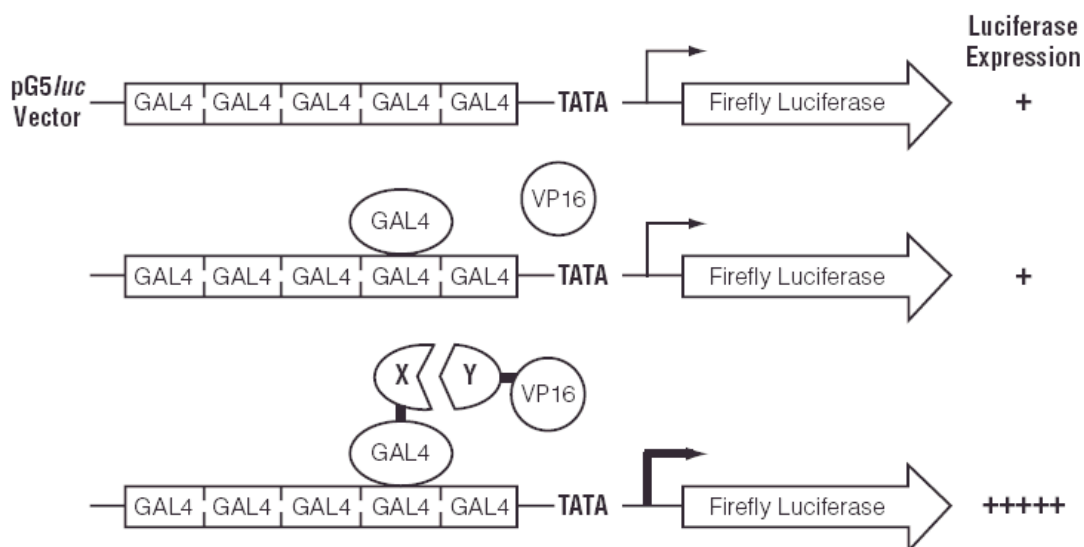 Luciferase
Expression
pG5luc
Vector
GAL4 GAL4 GAL4 GAL4 GAL4 TATA Firefly Luciferase +
GAL4 VP16
GAL4 GAL4 GAL4 GAL4 GAL4 TATA Firefly Luciferase +
X Y VP16
GAL4
GAL4 GAL4 GAL4 GAL4 GAL4 TATA Firefly Luciferase +++++